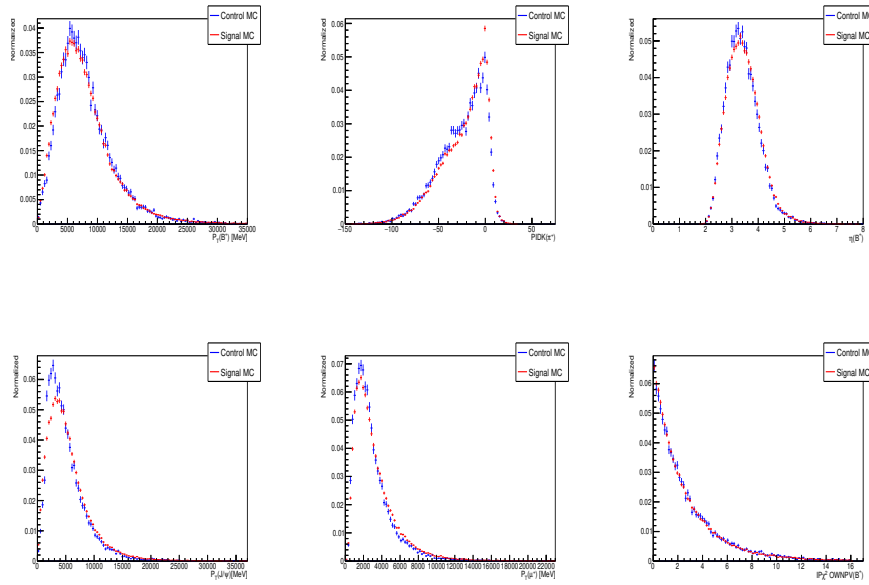 Normalized
0.04
0.035
0.03
0.025
0.02
0.015
0.01
0.005
0
0 5000 10000 15000 20000 25000 30000 35000
P_T(B⁺) [MeV]
Control MC
Signal MC
Normalized
0.06
0.05
0.04
0.03
0.02
0.01
0
−150 −100 −50 0 50
PIDK(π⁺)
Control MC
Signal MC
Normalized
0.05
0.04
0.03
0.02
0.01
0
0 1 2 3 4 5 6 7 8
η(B⁺)
Control MC
Signal MC
Normalized
0.06
0.05
0.04
0.03
0.02
0.01
0
0 5000 10000 15000 20000 25000 30000 35000
P_T(J/ψ)[MeV]
Control MC
Signal MC
Normalized
0.07
0.06
0.05
0.04
0.03
0.02
0.01
0
0 2000 4000 6000 8000 10000 12000 14000 16000 18000 20000 22000
P_T(μ⁺) [MeV]
Control MC
Signal MC
Normalized
0.06
0.05
0.04
0.03
0.02
0.01
0
0 2 4 6 8 10 12 14 16
IPχ² OWNPV(B⁺)
Control MC
Signal MC